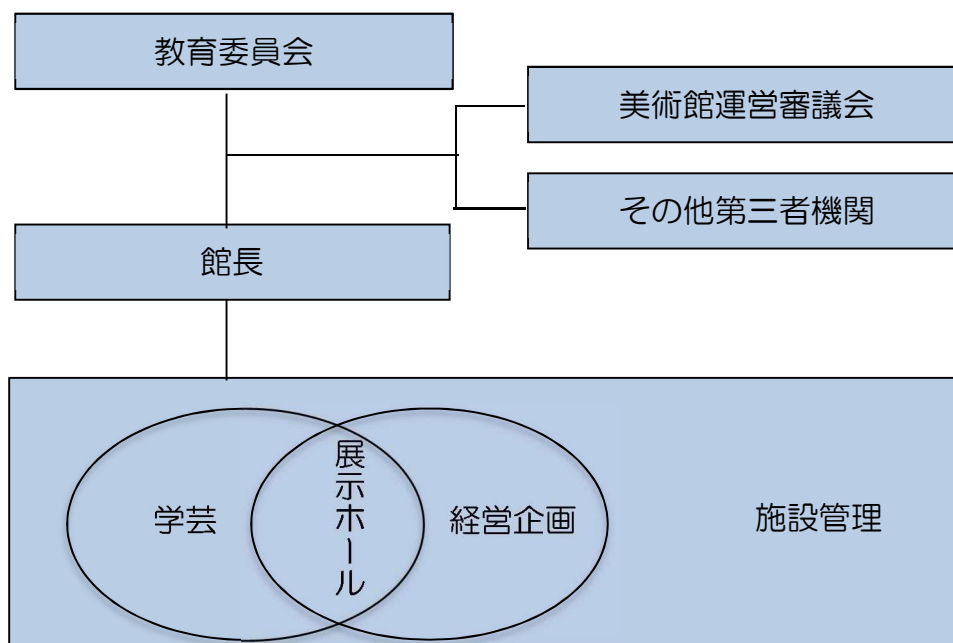 教育委員会
美術館運営審議会
その他第三者機関
館長
学芸
展示ホール
経営企画
施設管理